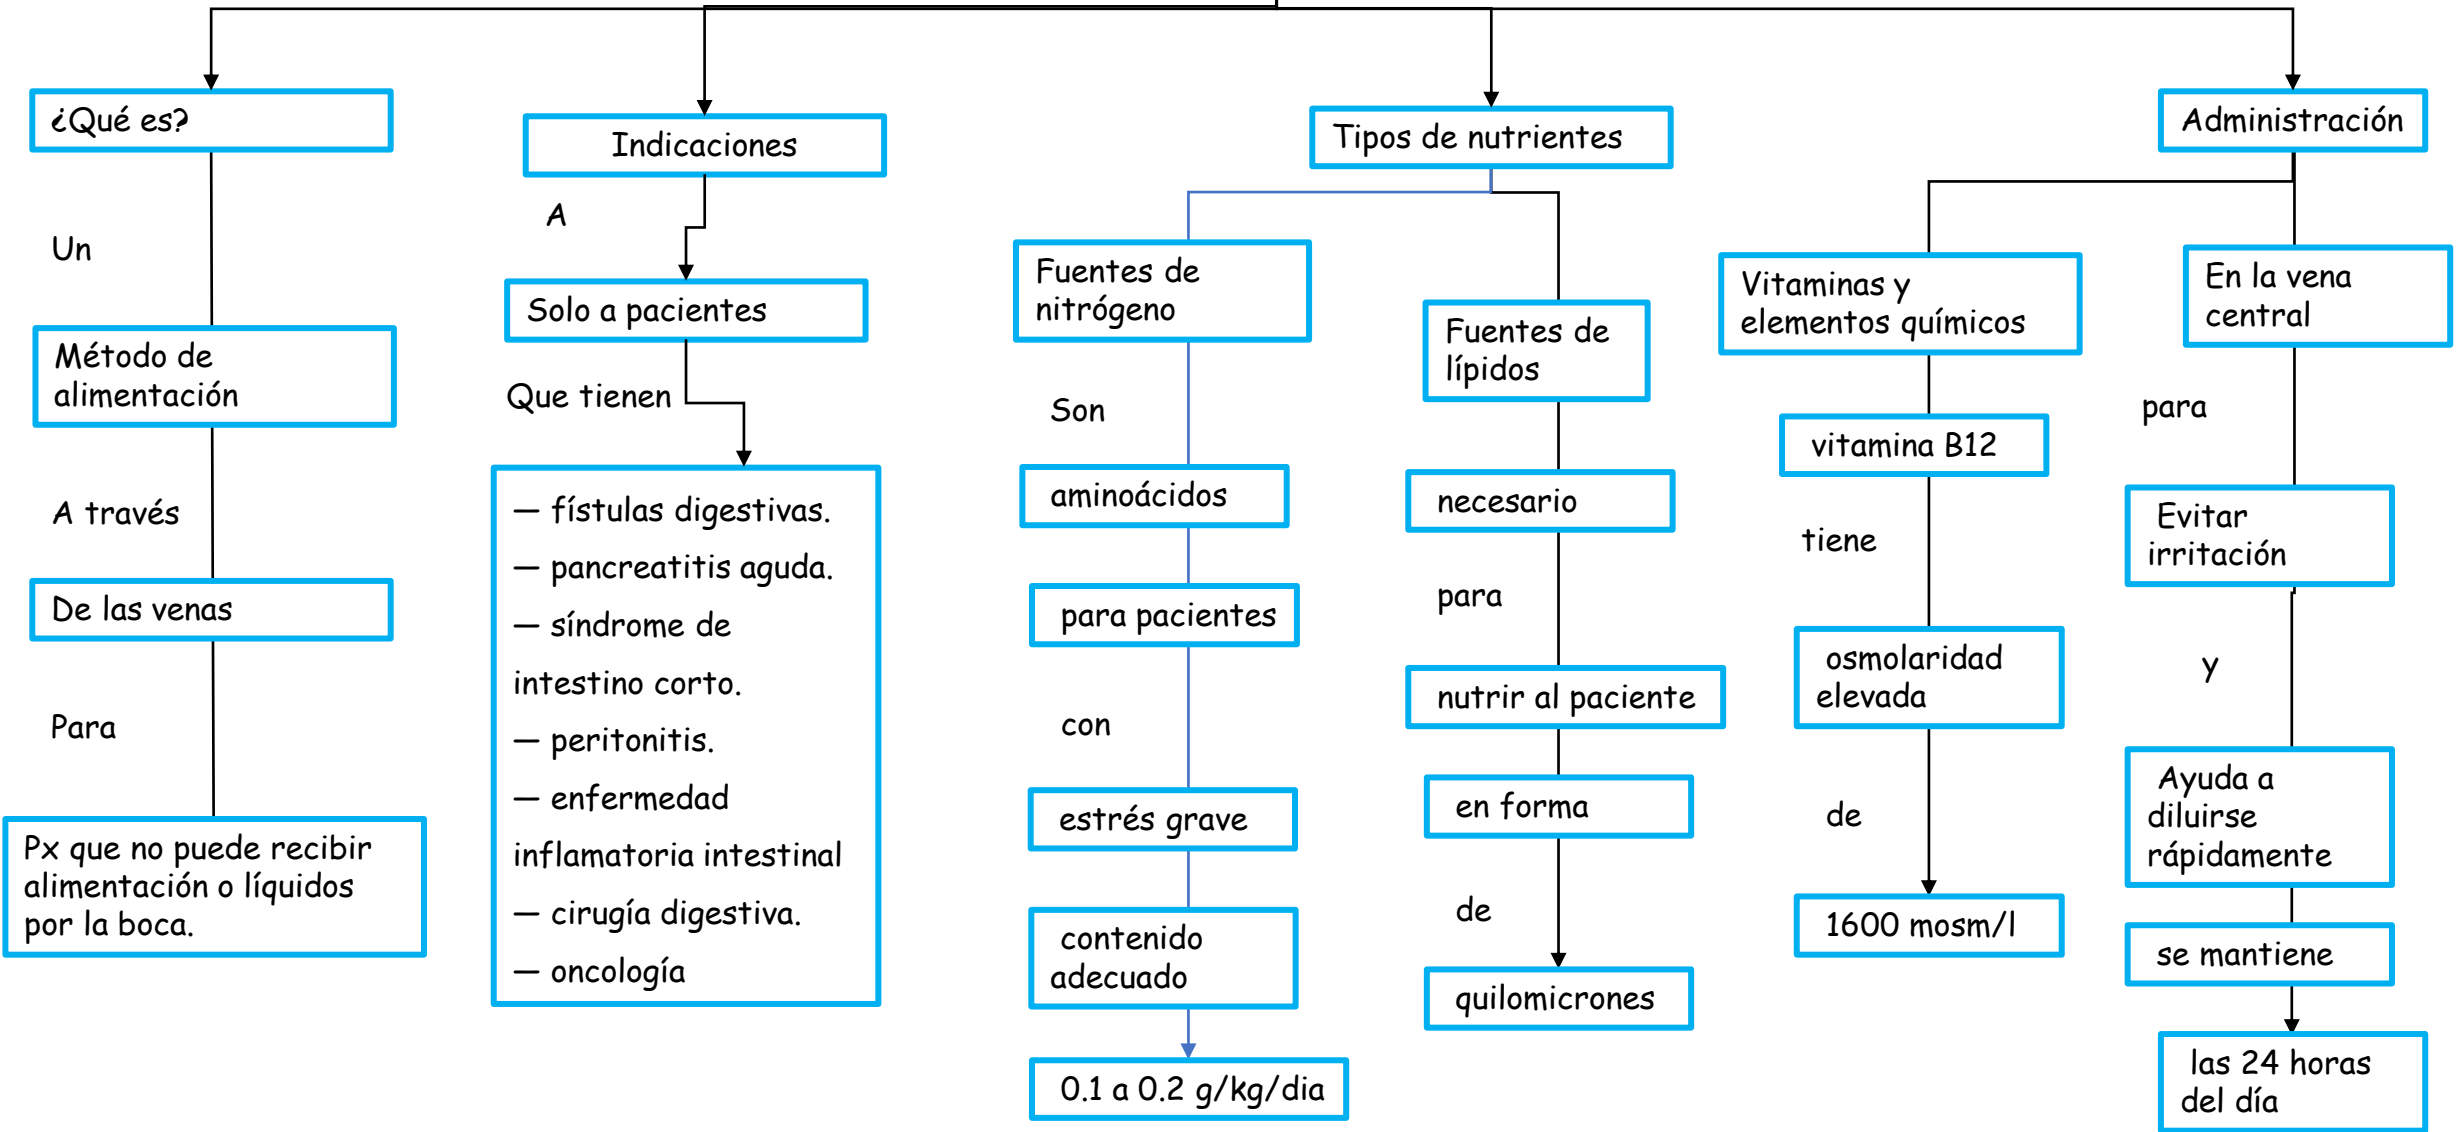 ¿Qué es?
Un
Método de
alimentación
A través
De las venas
Para
Px que no puede recibir
alimentación o líquidos
por la boca.
Indicaciones
A
Solo a pacientes
Que tienen
— fístulas digestivas.
— pancreatitis aguda.
— síndrome de
intestino corto.
— peritonitis.
— enfermedad
inflamatoria intestinal
— cirugía digestiva.
— oncología
Tipos de nutrientes
Fuentes de
nitrógeno
Son
aminoácidos
para pacientes
con
estrés grave
contenido
adecuado
0.1 a 0.2 g/kg/dia
Fuentes de
lípidos
necesario
para
nutrir al paciente
en forma
de
quilomicrones
Administración
Vitaminas y
elementos químicos
vitamina B12
tiene
osmolaridad
elevada
de
1600 mosm/l
En la vena
central
para
Evitar
irritación
y
Ayuda a
diluirse
rápidamente
se mantiene
las 24 horas
del día